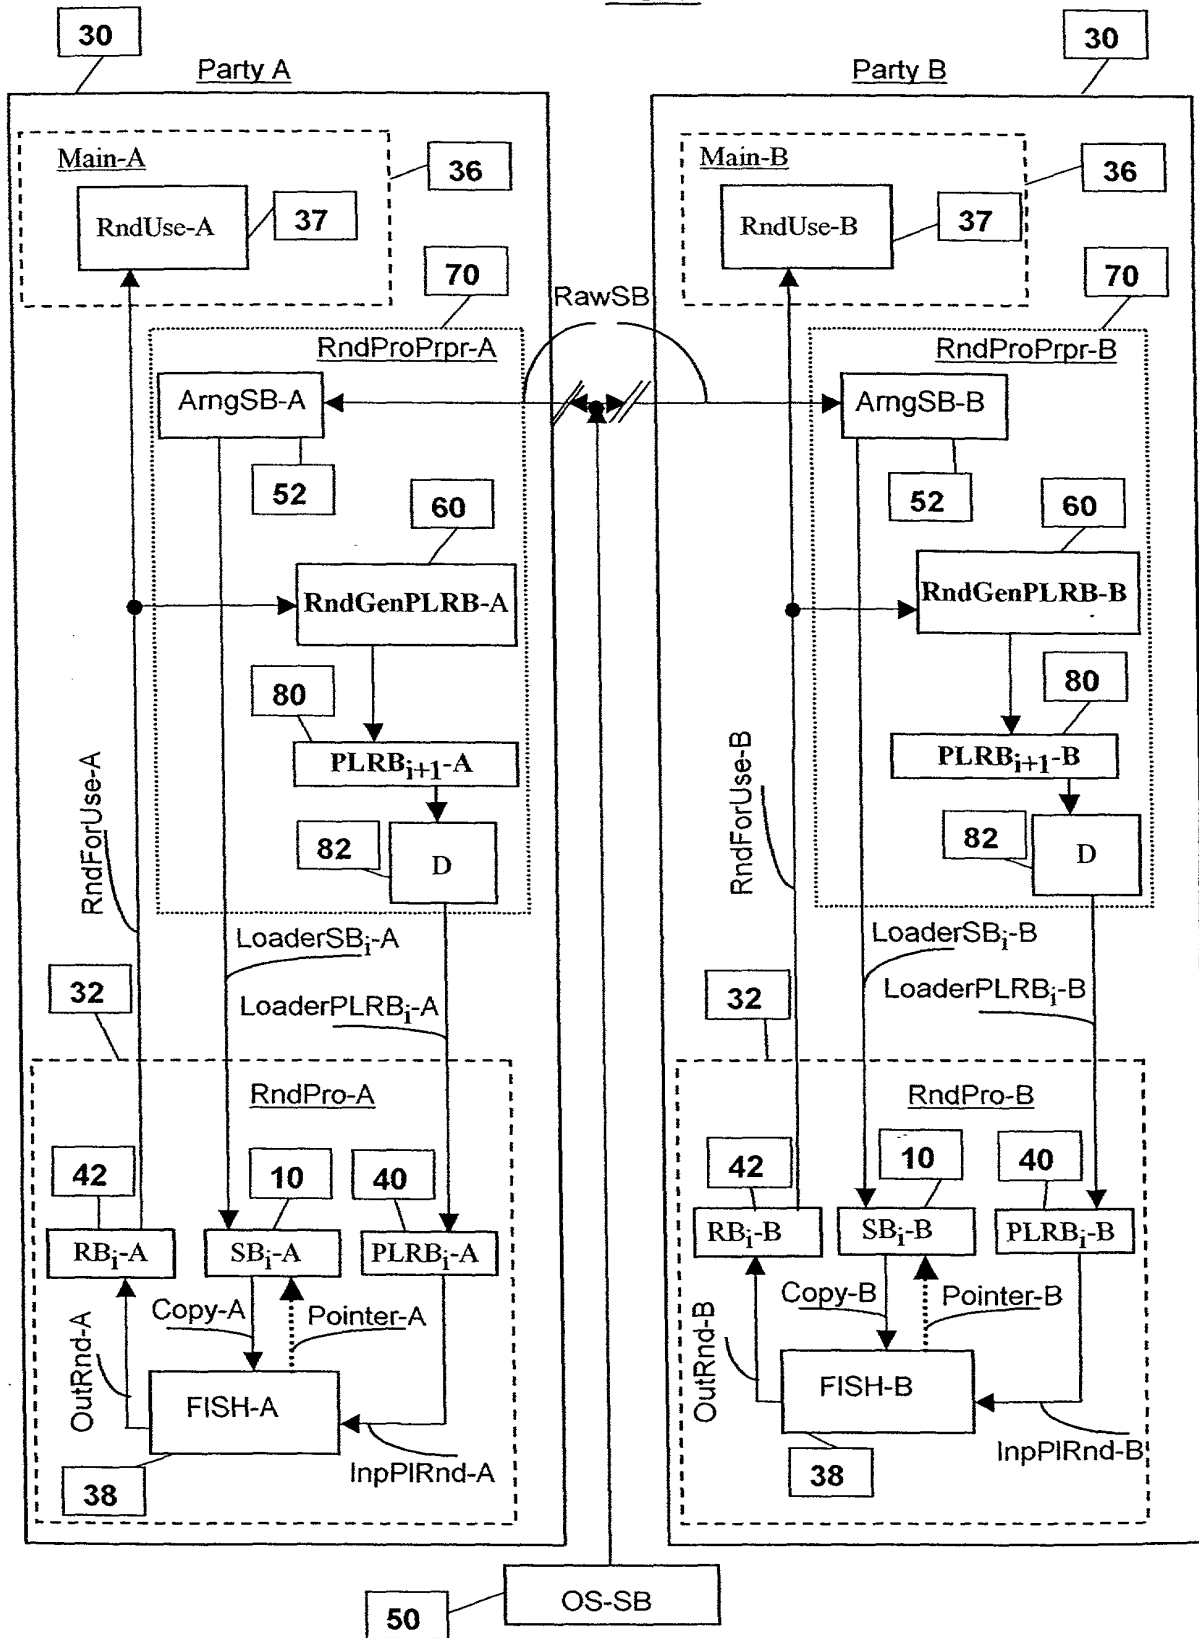 30
30
Party A
Party B
Main-A
36
RndUse-A
37
Main-B
36
RndUse-B
37
70
70
RawSB
RndProPrpr-A
RndProPrpr-B
ArngSB-A
ArngSB-B
52
52
60
60
RndGenPLRB-A
RndGenPLRB-B
80
80
PLRBi+1-A
PLRBi+1-B
82
D
82
D
RndForUse-A
RndForUse-B
LoaderSBi-A
LoaderSBi-B
LoaderPLRBi-A
LoaderPLRBi-B
32
32
RndPro-A
RndPro-B
42
10
40
42
10
40
RBi-A
SBi-A
PLRBi-A
RBi-B
SBi-B
PLRBi-B
Copy-A
Pointer-A
Copy-B
Pointer-B
OutRnd-A
OutRnd-B
FISH-A
FISH-B
InpPlRnd-A
InpPlRnd-B
38
38
50
OS-SB